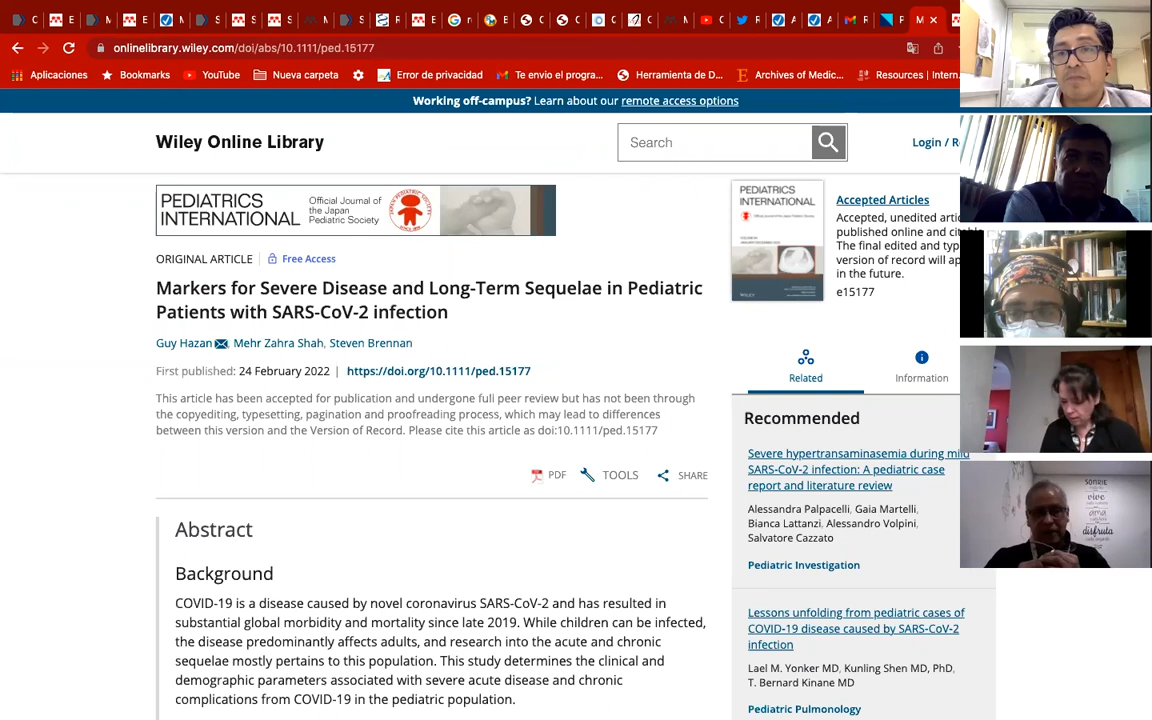 onlinelibrary.wiley.com/doi/abs/10.1111/ped.15177
Aplicaciones
Bookmarks
YouTube
Nueva carpeta
Error de privacidad
Te envio el progra...
Herramienta de D...
Archives of Medic...
Resources | Intern...
Working off-campus? Learn about our remote access options
Wiley Online Library
Search
Login / R
PEDIATRICS INTERNATIONAL
Official Journal of the Japan Pediatric Society
ORIGINAL ARTICLE
Free Access
Markers for Severe Disease and Long-Term Sequelae in Pediatric
Patients with SARS-CoV-2 infection
Guy Hazan, Mehr Zahra Shah, Steven Brennan
First published: 24 February 2022 | https://doi.org/10.1111/ped.15177
This article has been accepted for publication and undergone full peer review but has not been through
the copyediting, typesetting, pagination and proofreading process, which may lead to differences
between this version and the Version of Record. Please cite this article as doi:10.1111/ped.15177
PDF
TOOLS
SHARE
Abstract
Background
COVID-19 is a disease caused by novel coronavirus SARS-CoV-2 and has resulted in
substantial global morbidity and mortality since late 2019. While children can be infected,
the disease predominantly affects adults, and research into the acute and chronic
sequelae mostly pertains to this population. This study determines the clinical and
demographic parameters associated with severe acute disease and chronic
complications from COVID-19 in the pediatric population.
PEDIATRICS
INTERNATIONAL
WILEY
Accepted Articles
Accepted, unedited artic
published online and cita
The final edited and typ
version of record will ap
in the future.
e15177
Related
Information
Recommended
Severe hypertransaminasemia during mild
SARS-CoV-2 infection: A pediatric case
report and literature review
Alessandra Palpacelli, Gaia Martelli,
Bianca Lattanzi, Alessandro Volpini,
Salvatore Cazzato
Pediatric Investigation
Lessons unfolding from pediatric cases of
COVID-19 disease caused by SARS-CoV-2
infection
Lael M. Yonker MD, Kunling Shen MD, PhD,
T. Bernard Kinane MD
Pediatric Pulmonology
SONRIE
vive
ama
disfruta